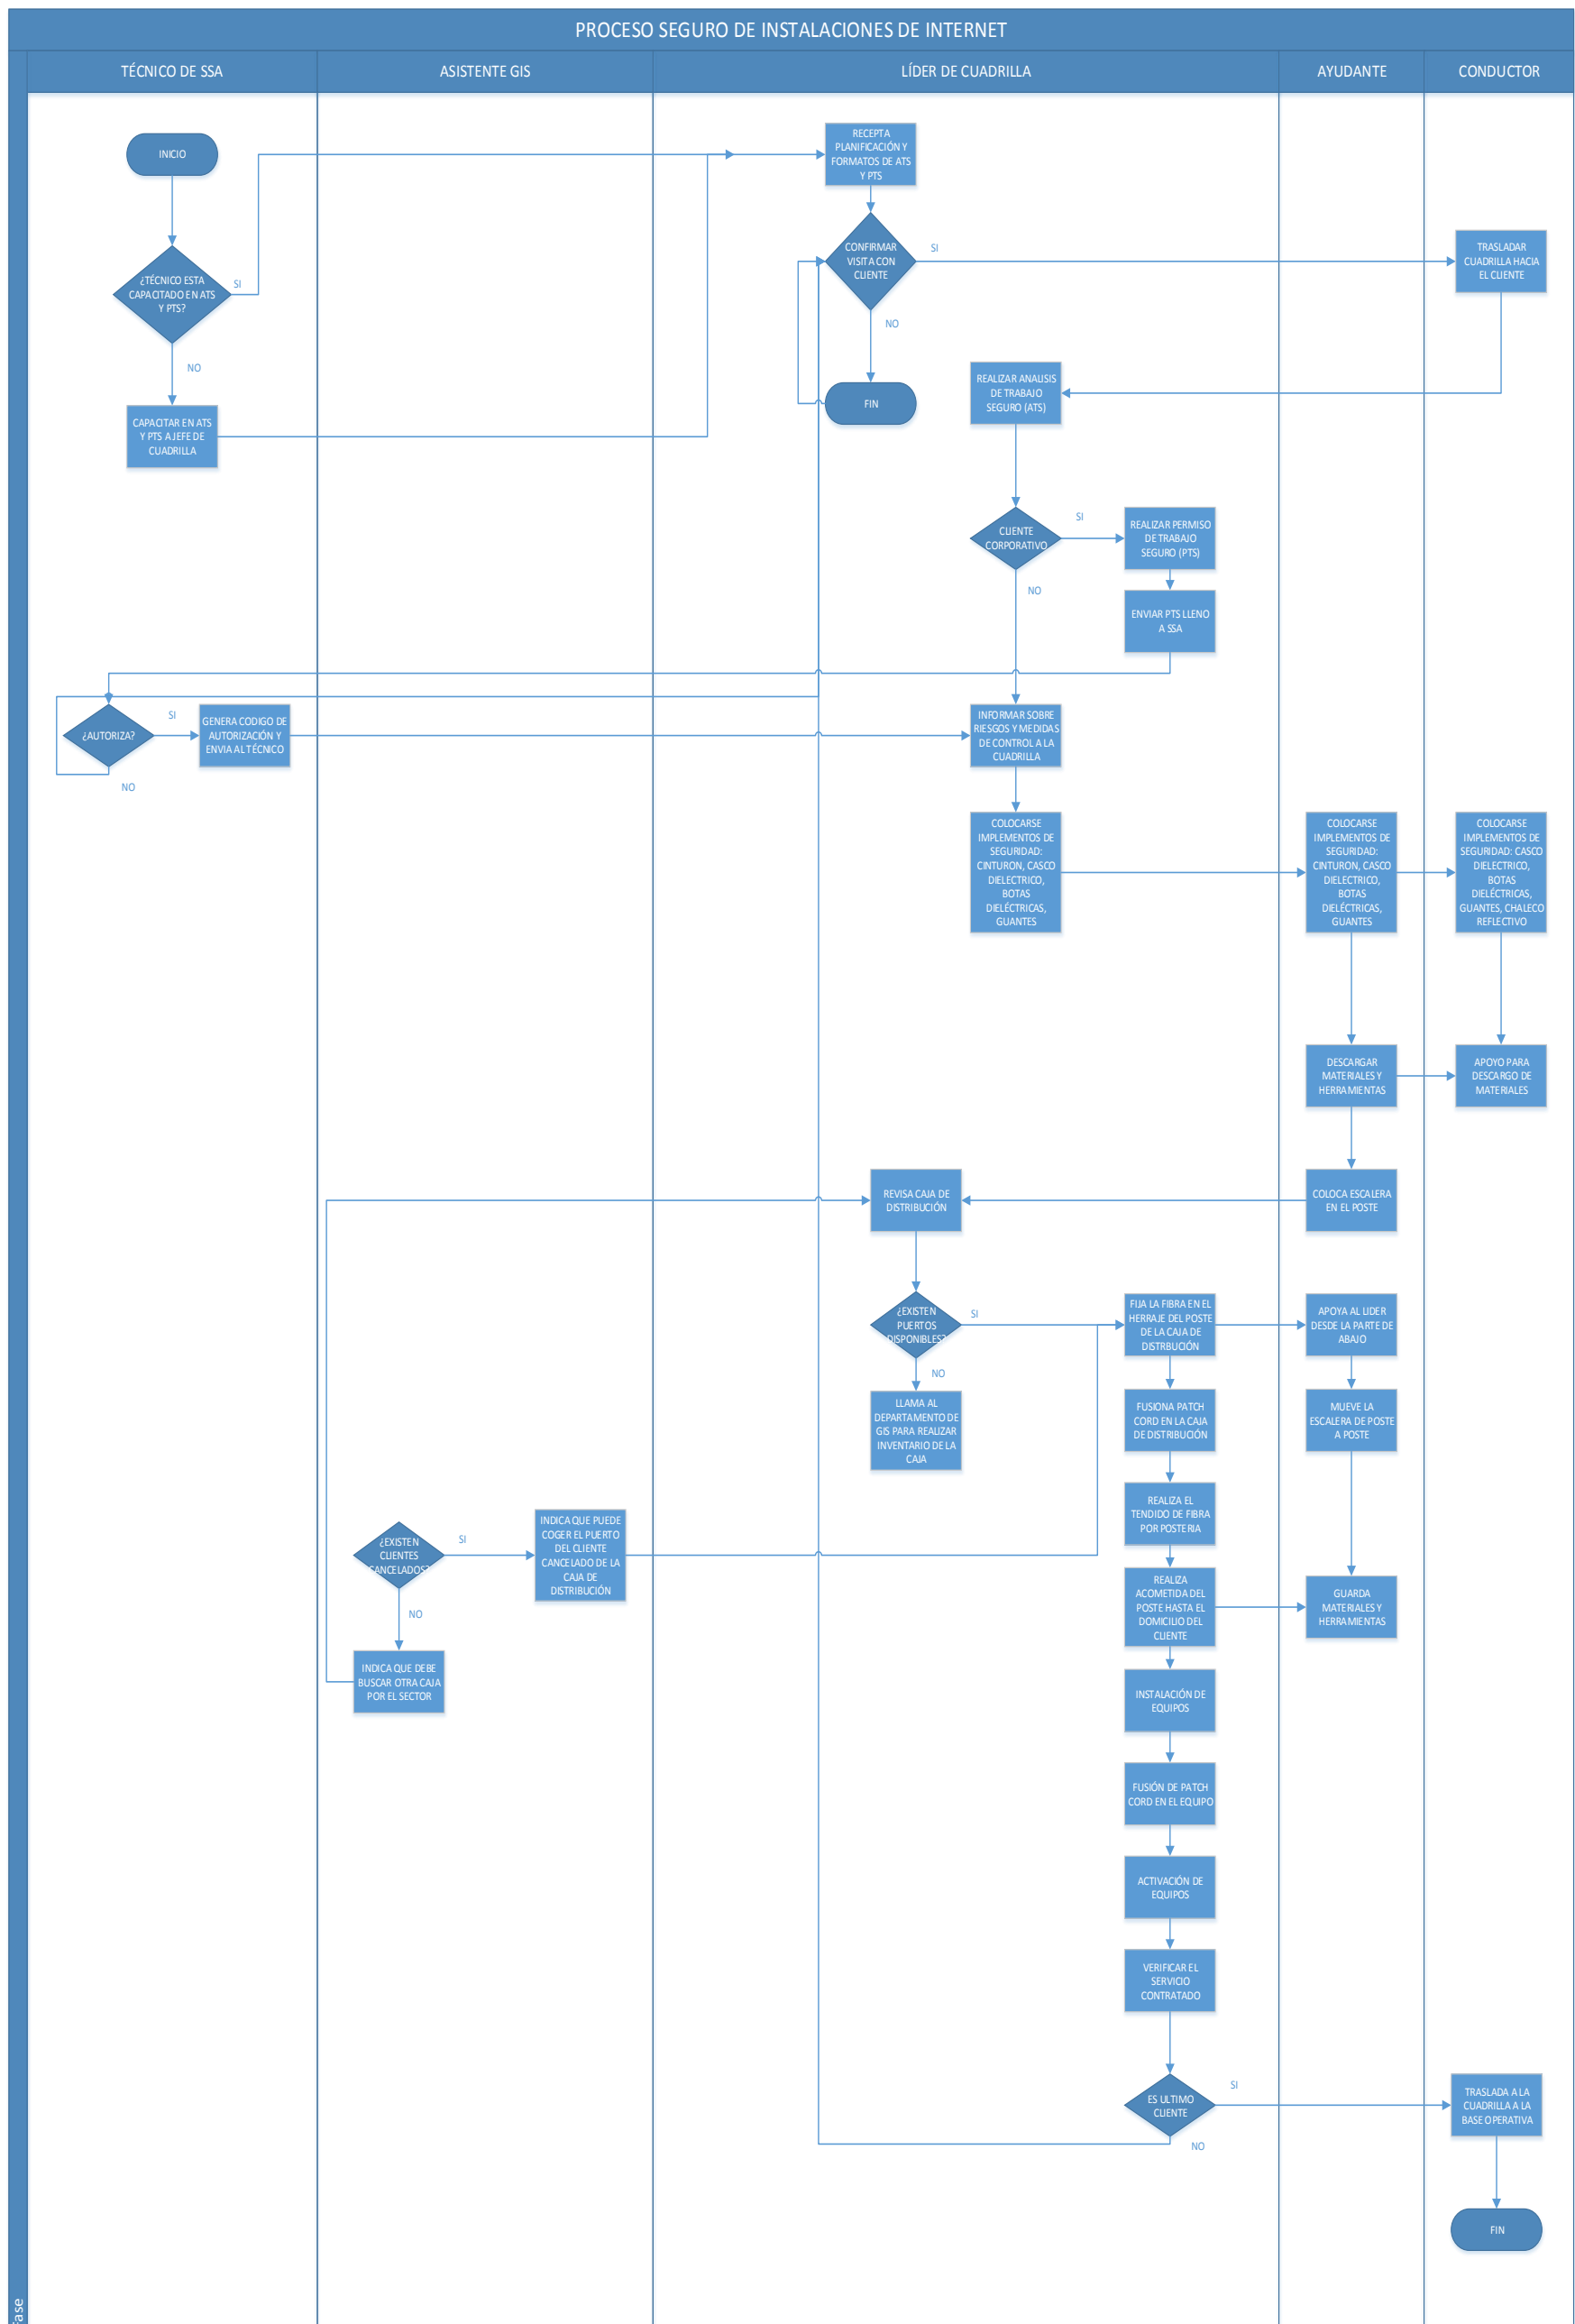 PROCESO SEGURO DE INSTALACIONES DE INTERNET
TÉCNICO DE SSA
ASISTENTE GIS
LÍDER DE CUADRILLA
AYUDANTE
CONDUCTOR
INICIO
RECEPTA
PLANIFICACIÓN Y
FORMATOS DE ATS
Y PTS
¿TÉCNICO ESTA
CAPACITADO EN ATS
Y PTS?
SI
NO
CONFIRMAR
VISITA CON
CLIENTE
SI
NO
TRASLADAR
CUADRILLA HACIA
EL CLIENTE
CAPACITAR EN ATS
Y PTS A JEFE DE
CUADRILLA
FIN
REALIZAR ANALISIS
DE TRABAJO
SEGURO (ATS)
CLIENTE
CORPORATIVO
SI
NO
REALIZAR PERMISO
DE TRABAJO
SEGURO (PTS)
ENVIAR PTS LLENO
A SSA
¿AUTORIZA?
SI
NO
GENERA CODIGO DE
AUTORIZACIÓN Y
ENVIA AL TÉCNICO
INFORMAR SOBRE
RIESGOS Y MEDIDAS
DE CONTROL A LA
CUADRILLA
COLOCARSE
IMPLEMENTOS DE
SEGURIDAD:
CINTURON, CASCO
DIELECTRICO,
BOTAS
DIELÉCTRICAS,
GUANTES
COLOCARSE
IMPLEMENTOS DE
SEGURIDAD:
CINTURON, CASCO
DIELECTRICO,
BOTAS
DIELÉCTRICAS,
GUANTES
COLOCARSE
IMPLEMENTOS DE
SEGURIDAD: CASCO
DIELECTRICO,
BOTAS
DIELÉCTRICAS,
GUANTES, CHALECO
REFLECTIVO
DESCARGAR
MATERIALES Y
HERRAMIENTAS
APOYO PARA
DESCARGO DE
MATERIALES
REVISA CAJA DE
DISTRIBUCIÓN
COLOCA ESCALERA
EN EL POSTE
¿EXISTEN
PUERTOS
DISPONIBLES?
SI
NO
FIJA LA FIBRA EN EL
HERRAJE DEL POSTE
DE LA CAJA DE
DISTRBUCIÓN
APOYA AL LIDER
DESDE LA PARTE DE
ABAJO
LLAMA AL
DEPARTAMENTO DE
GIS PARA REALIZAR
INVENTARIO DE LA
CAJA
FUSIONA PATCH
CORD EN LA CAJA
DE DISTRIBUCIÓN
MUEVE LA
ESCALERA DE POSTE
A POSTE
REALIZA EL
TENDIDO DE FIBRA
POR POSTERIA
¿EXISTEN
CLIENTES
CANCELADOS?
SI
NO
INDICA QUE PUEDE
COGER EL PUERTO
DEL CLIENTE
CANCELADO DE LA
CAJA DE
DISTRIBUCIÓN
REALIZA
ACOMETIDA DEL
POSTE HASTA EL
DOMICILIO DEL
CLIENTE
GUARDA
MATERIALES Y
HERRAMIENTAS
INDICA QUE DEBE
BUSCAR OTRA CAJA
POR EL SECTOR
INSTALACIÓN DE
EQUIPOS
FUSIÓN DE PATCH
CORD EN EL EQUIPO
ACTIVACIÓN DE
EQUIPOS
VERIFICAR EL
SERVICIO
CONTRATADO
ES ULTIMO
CLIENTE
SI
NO
TRASLADA A LA
CUADRILLA A LA
BASE OPERATIVA
FIN